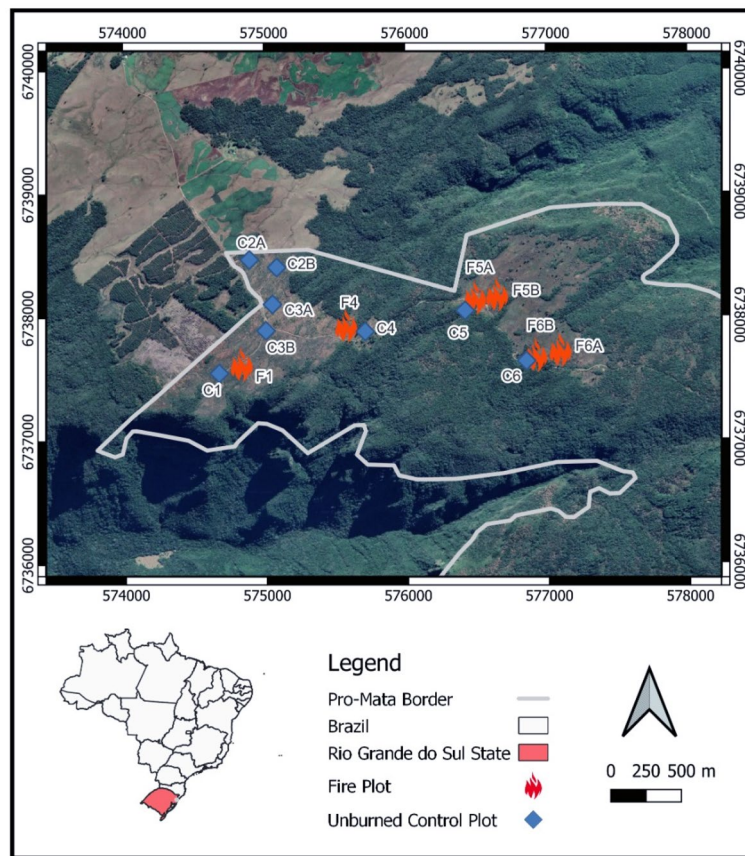 574000 575000 576000 577000 578000
6740000 6740000
6739000 6739000
C2A
C2B
F5A
F5B
C3A
F4
6738000 6738000
C3B
C4
C5
F6B
F6A
C1
F1
C6
6737000 6737000
6736000 6736000
574000 575000 576000 577000 578000
Legend
Pro-Mata Border
Brazil
Rio Grande do Sul State
Fire Plot
Unburned Control Plot
0 250 500 m